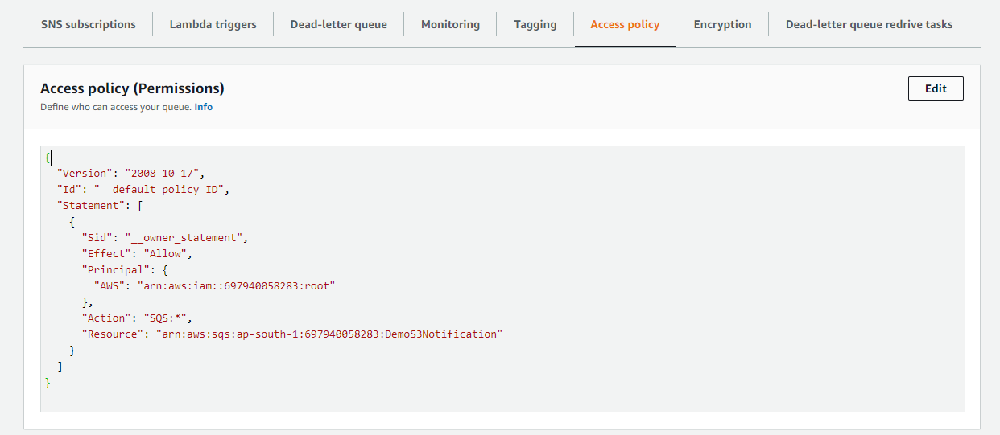 SNS subscriptions Lambda triggers Dead-letter queue Monitoring Tagging Access policy Encryption Dead-letter queue redrive tasks
Access policy (Permissions)
Edit
Define who can access your queue. Info
{
  "Version": "2008-10-17",
  "Id": "__default_policy_ID",
  "Statement": [
    {
      "Sid": "__owner_statement",
      "Effect": "Allow",
      "Principal": {
        "AWS": "arn:aws:iam::697940058283:root"
      },
      "Action": "SQS:*",
      "Resource": "arn:aws:sqs:ap-south-1:697940058283:DemoS3Notification"
    }
  ]
}